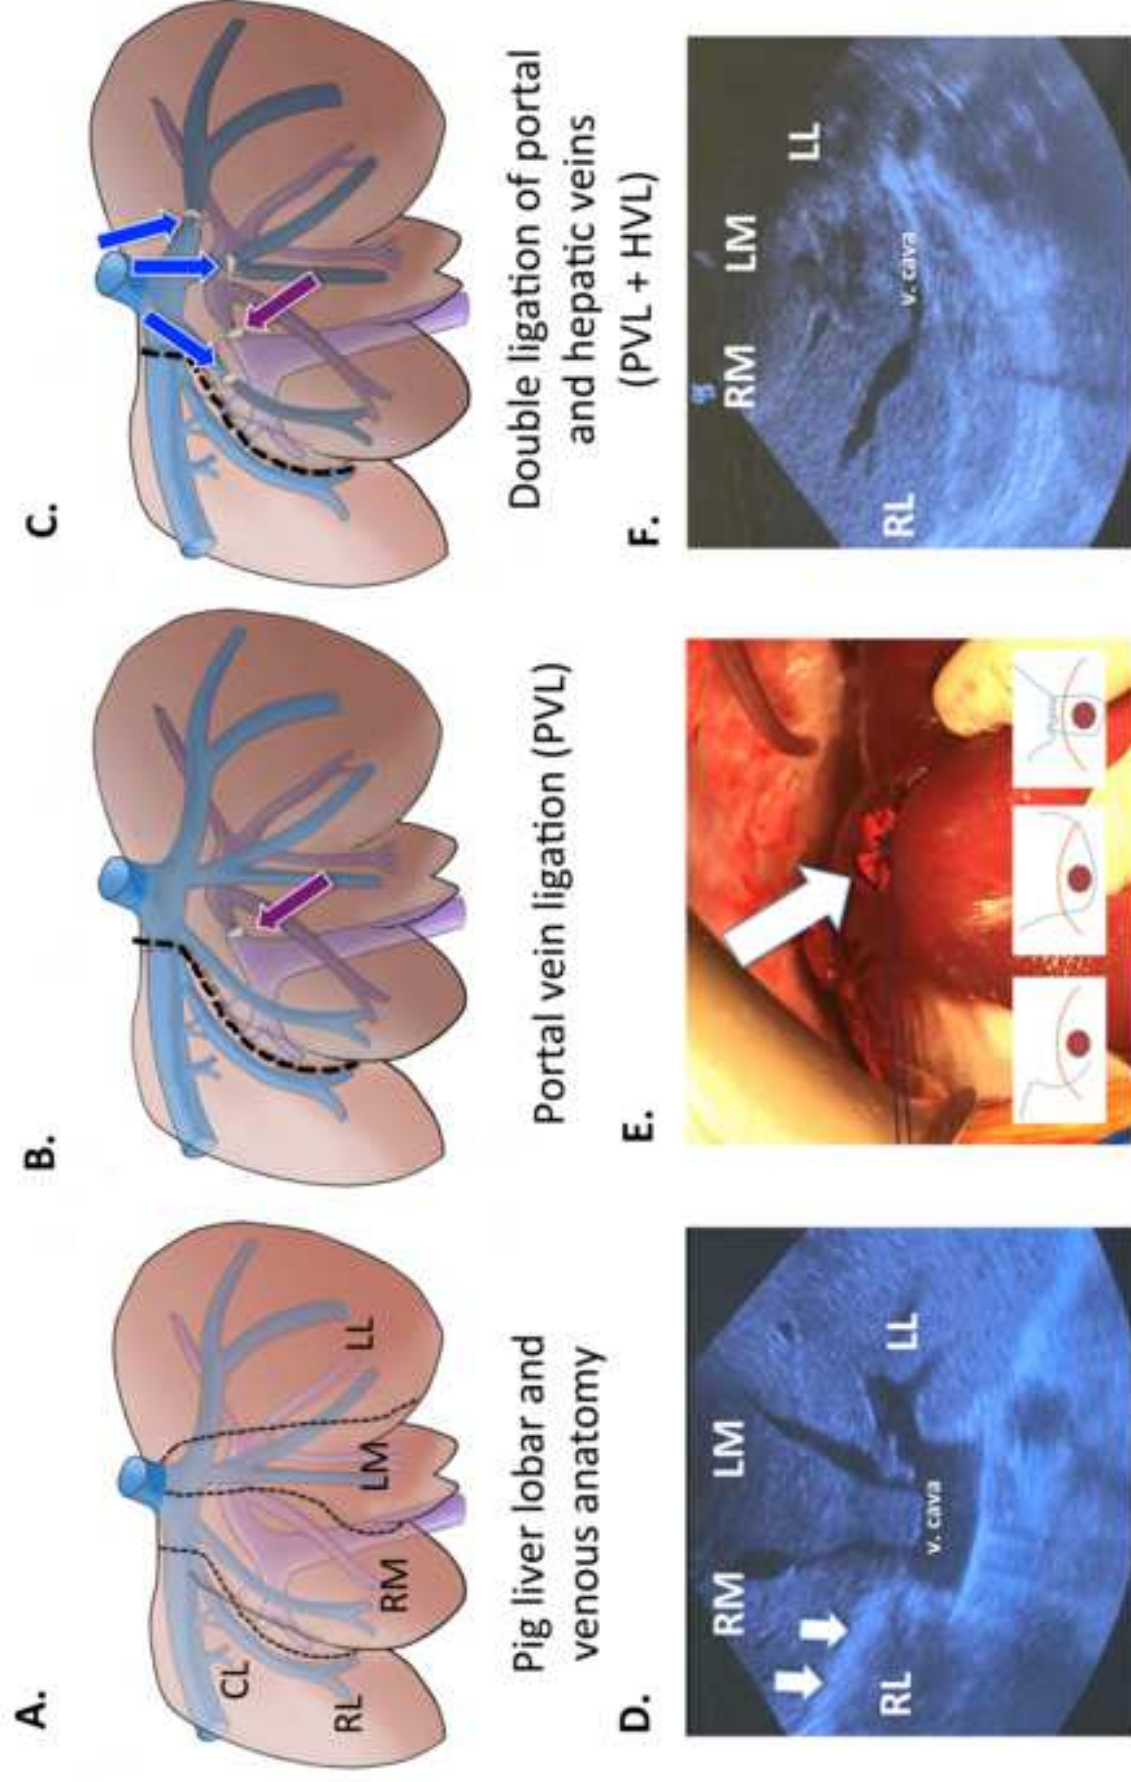 A.
CL
RL
RM
LM
LL
Pig liver lobar and
venous anatomy
B.
Portal vein ligation (PVL)
C.
Double ligation of portal
and hepatic veins
(PVL + HVL)
D.
RL
RM
LM
LL
v. cava
E.
F.
RL
RM
LM
LL
v. cava